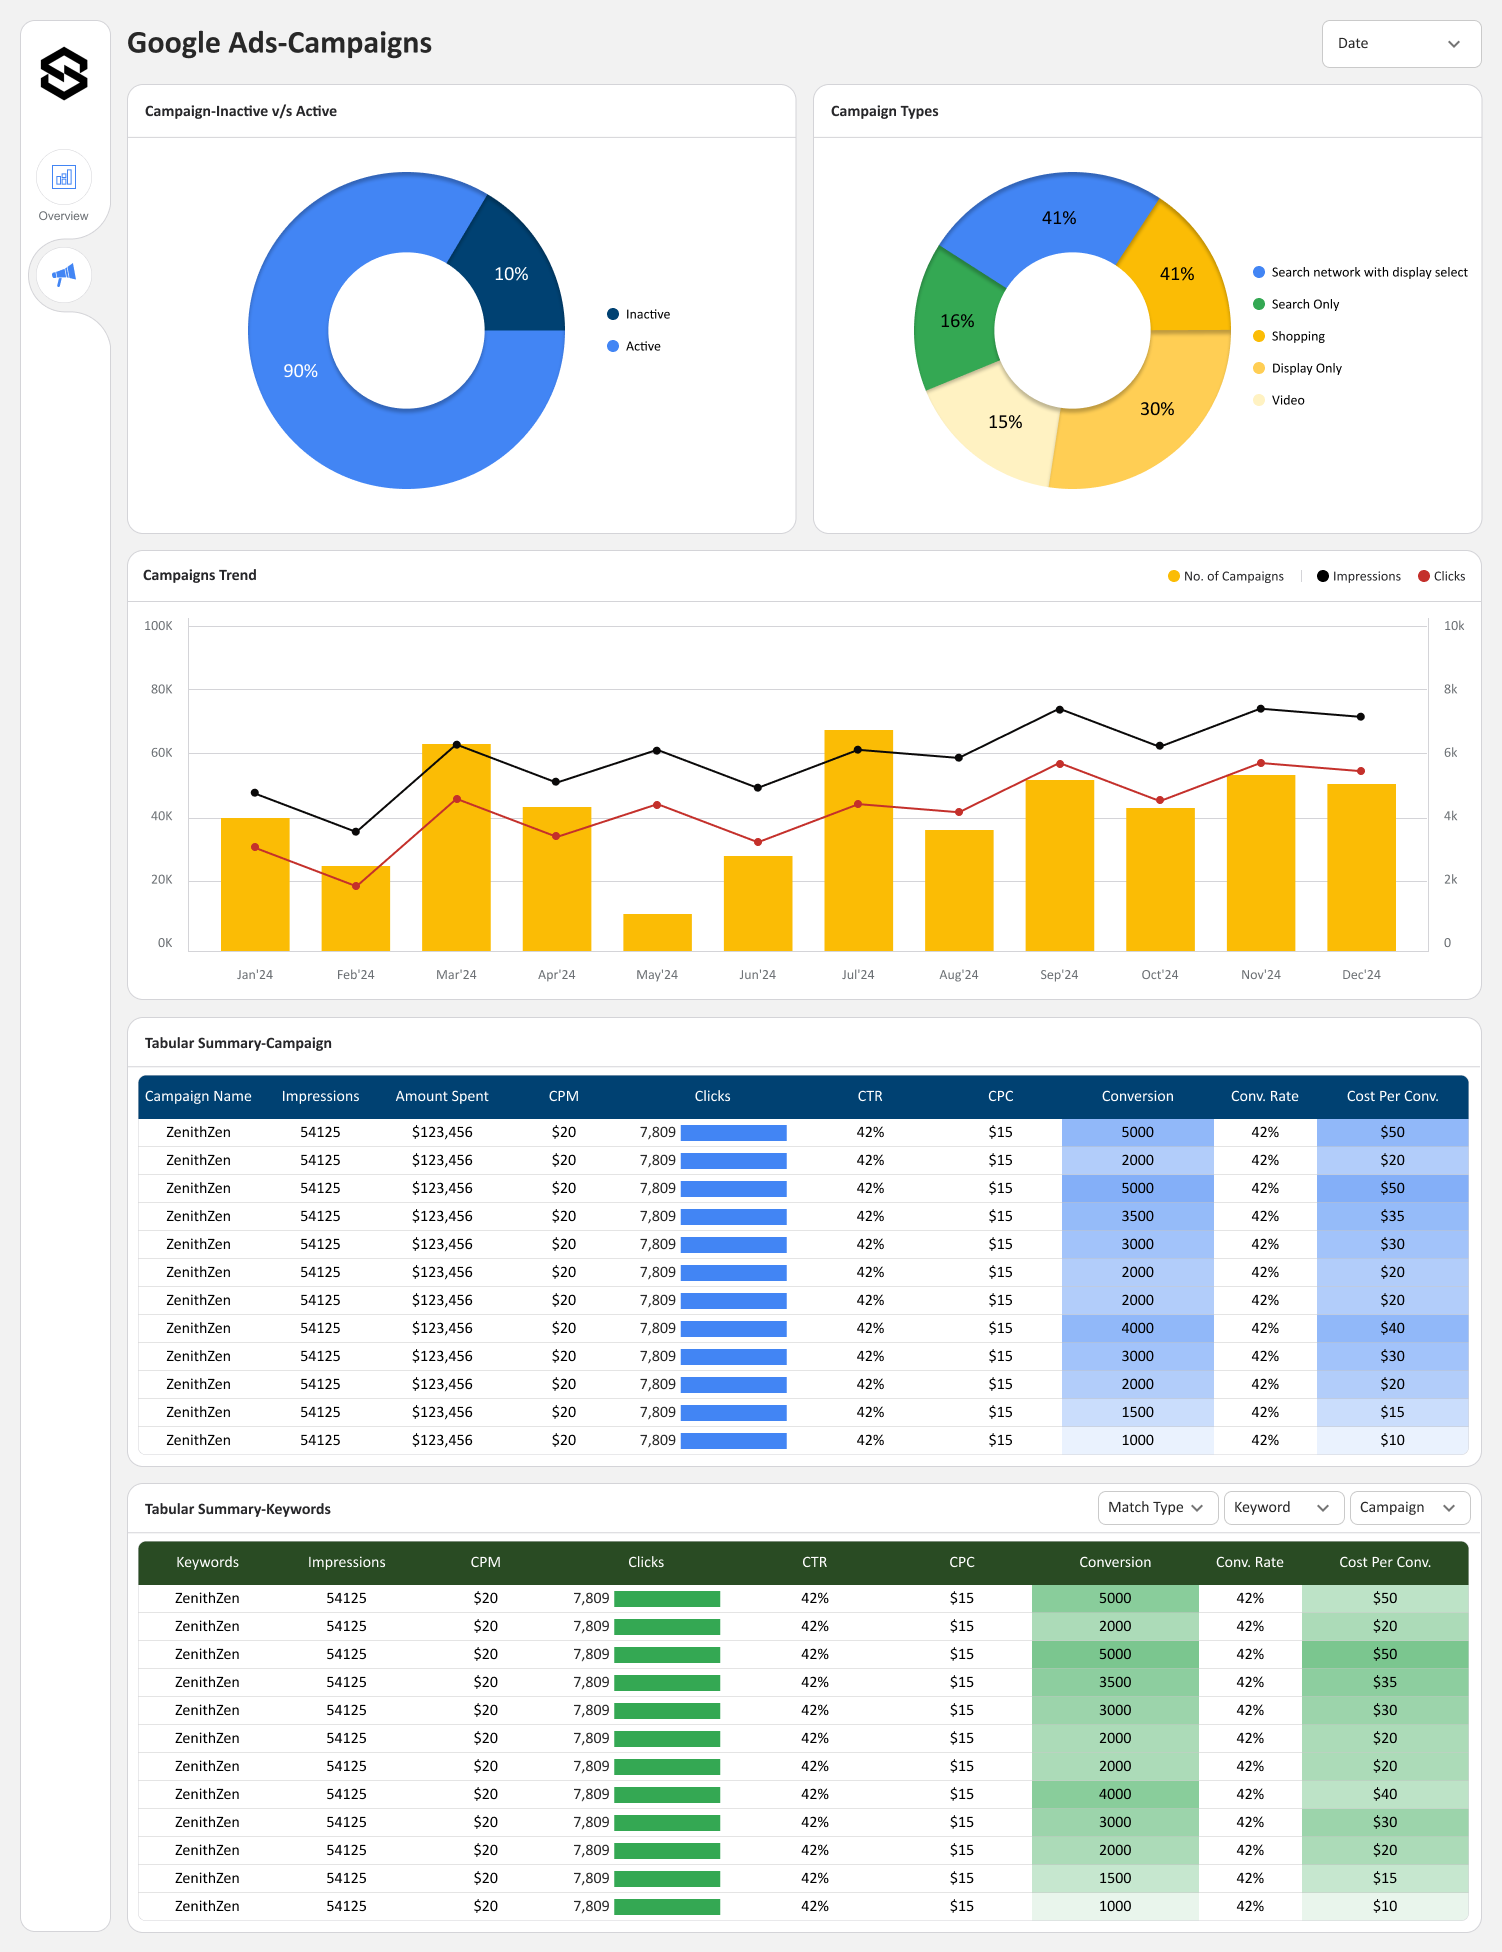 Google Ads-Campaigns
Date
Overview
Campaign-Inactive v/s Active
10%
90%
Inactive
Active
Campaign Types
41%
41%
16%
15%
30%
Search network with display select
Search Only
Shopping
Display Only
Video
Campaigns Trend
No. of Campaigns Impressions Clicks
100K 10k
80K 8k
60K 6k
40K 4k
20K 2k
0K 0
Jan'24 Feb'24 Mar'24 Apr'24 May'24 Jun'24 Jul'24 Aug'24 Sep'24 Oct'24 Nov'24 Dec'24
Tabular Summary-Campaign
Campaign Name Impressions Amount Spent CPM Clicks CTR CPC Conversion Conv. Rate Cost Per Conv.
ZenithZen 54125 $123,456 $20 7,809 42% $15 5000 42% $50
ZenithZen 54125 $123,456 $20 7,809 42% $15 2000 42% $20
ZenithZen 54125 $123,456 $20 7,809 42% $15 5000 42% $50
ZenithZen 54125 $123,456 $20 7,809 42% $15 3500 42% $35
ZenithZen 54125 $123,456 $20 7,809 42% $15 3000 42% $30
ZenithZen 54125 $123,456 $20 7,809 42% $15 2000 42% $20
ZenithZen 54125 $123,456 $20 7,809 42% $15 2000 42% $20
ZenithZen 54125 $123,456 $20 7,809 42% $15 4000 42% $40
ZenithZen 54125 $123,456 $20 7,809 42% $15 3000 42% $30
ZenithZen 54125 $123,456 $20 7,809 42% $15 2000 42% $20
ZenithZen 54125 $123,456 $20 7,809 42% $15 1500 42% $15
ZenithZen 54125 $123,456 $20 7,809 42% $15 1000 42% $10
Tabular Summary-Keywords
Match Type Keyword Campaign
Keywords Impressions CPM Clicks CTR CPC Conversion Conv. Rate Cost Per Conv.
ZenithZen 54125 $20 7,809 42% $15 5000 42% $50
ZenithZen 54125 $20 7,809 42% $15 2000 42% $20
ZenithZen 54125 $20 7,809 42% $15 5000 42% $50
ZenithZen 54125 $20 7,809 42% $15 3500 42% $35
ZenithZen 54125 $20 7,809 42% $15 3000 42% $30
ZenithZen 54125 $20 7,809 42% $15 2000 42% $20
ZenithZen 54125 $20 7,809 42% $15 2000 42% $20
ZenithZen 54125 $20 7,809 42% $15 4000 42% $40
ZenithZen 54125 $20 7,809 42% $15 3000 42% $30
ZenithZen 54125 $20 7,809 42% $15 2000 42% $20
ZenithZen 54125 $20 7,809 42% $15 1500 42% $15
ZenithZen 54125 $20 7,809 42% $15 1000 42% $10